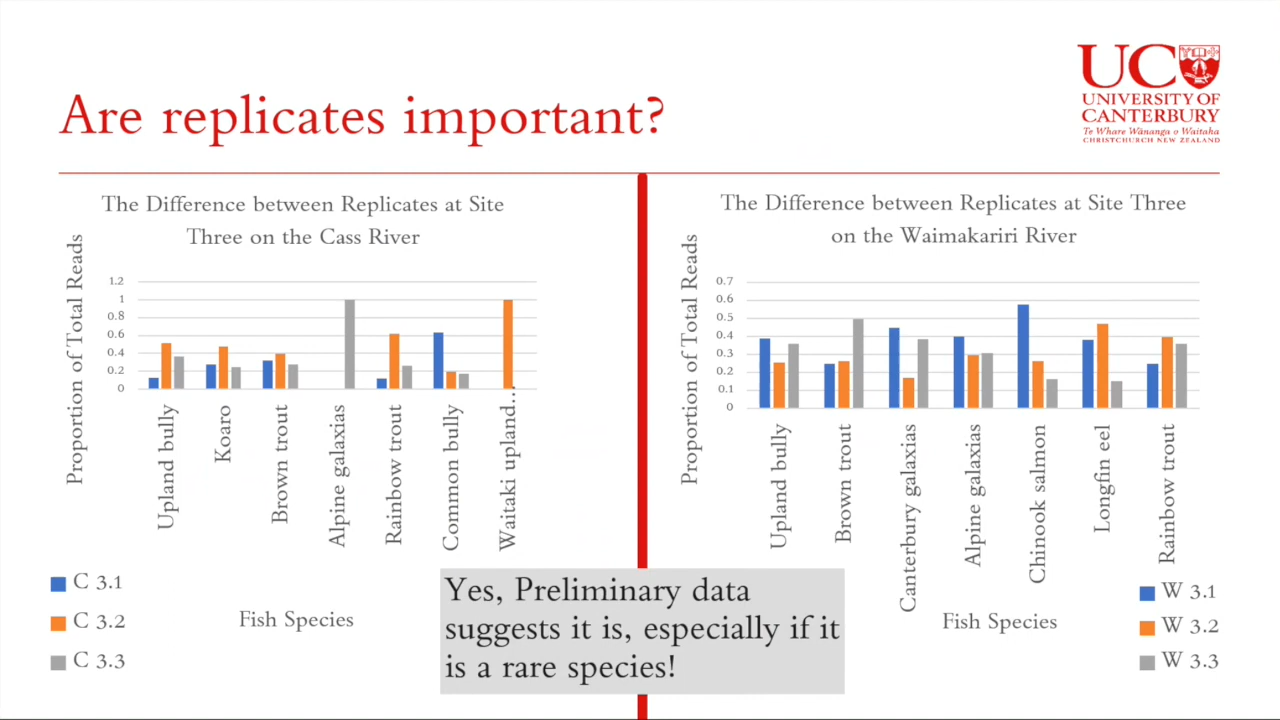 Are replicates important?
UC
UNIVERSITY OF
CANTERBURY
Te Whare Wānanga o Waitaha
CHRISTCHURCH NEW ZEALAND
The Difference between Replicates at Site
Three on the Cass River
Proportion of Total Reads
1.2
1
0.8
0.6
0.4
0.2
0
Upland bully
Koaro
Brown trout
Alpine galaxias
Rainbow trout
Common bully
Waitaki upland...
Fish Species
C 3.1
C 3.2
C 3.3
The Difference between Replicates at Site Three
on the Waimakariri River
Proportion of Total Reads
0.7
0.6
0.5
0.4
0.3
0.2
0.1
0
Upland bully
Brown trout
Canterbury galaxias
Alpine galaxias
Chinook salmon
Longfin eel
Rainbow trout
Fish Species
W 3.1
W 3.2
W 3.3
Yes, Preliminary data
suggests it is, especially if it
is a rare species!